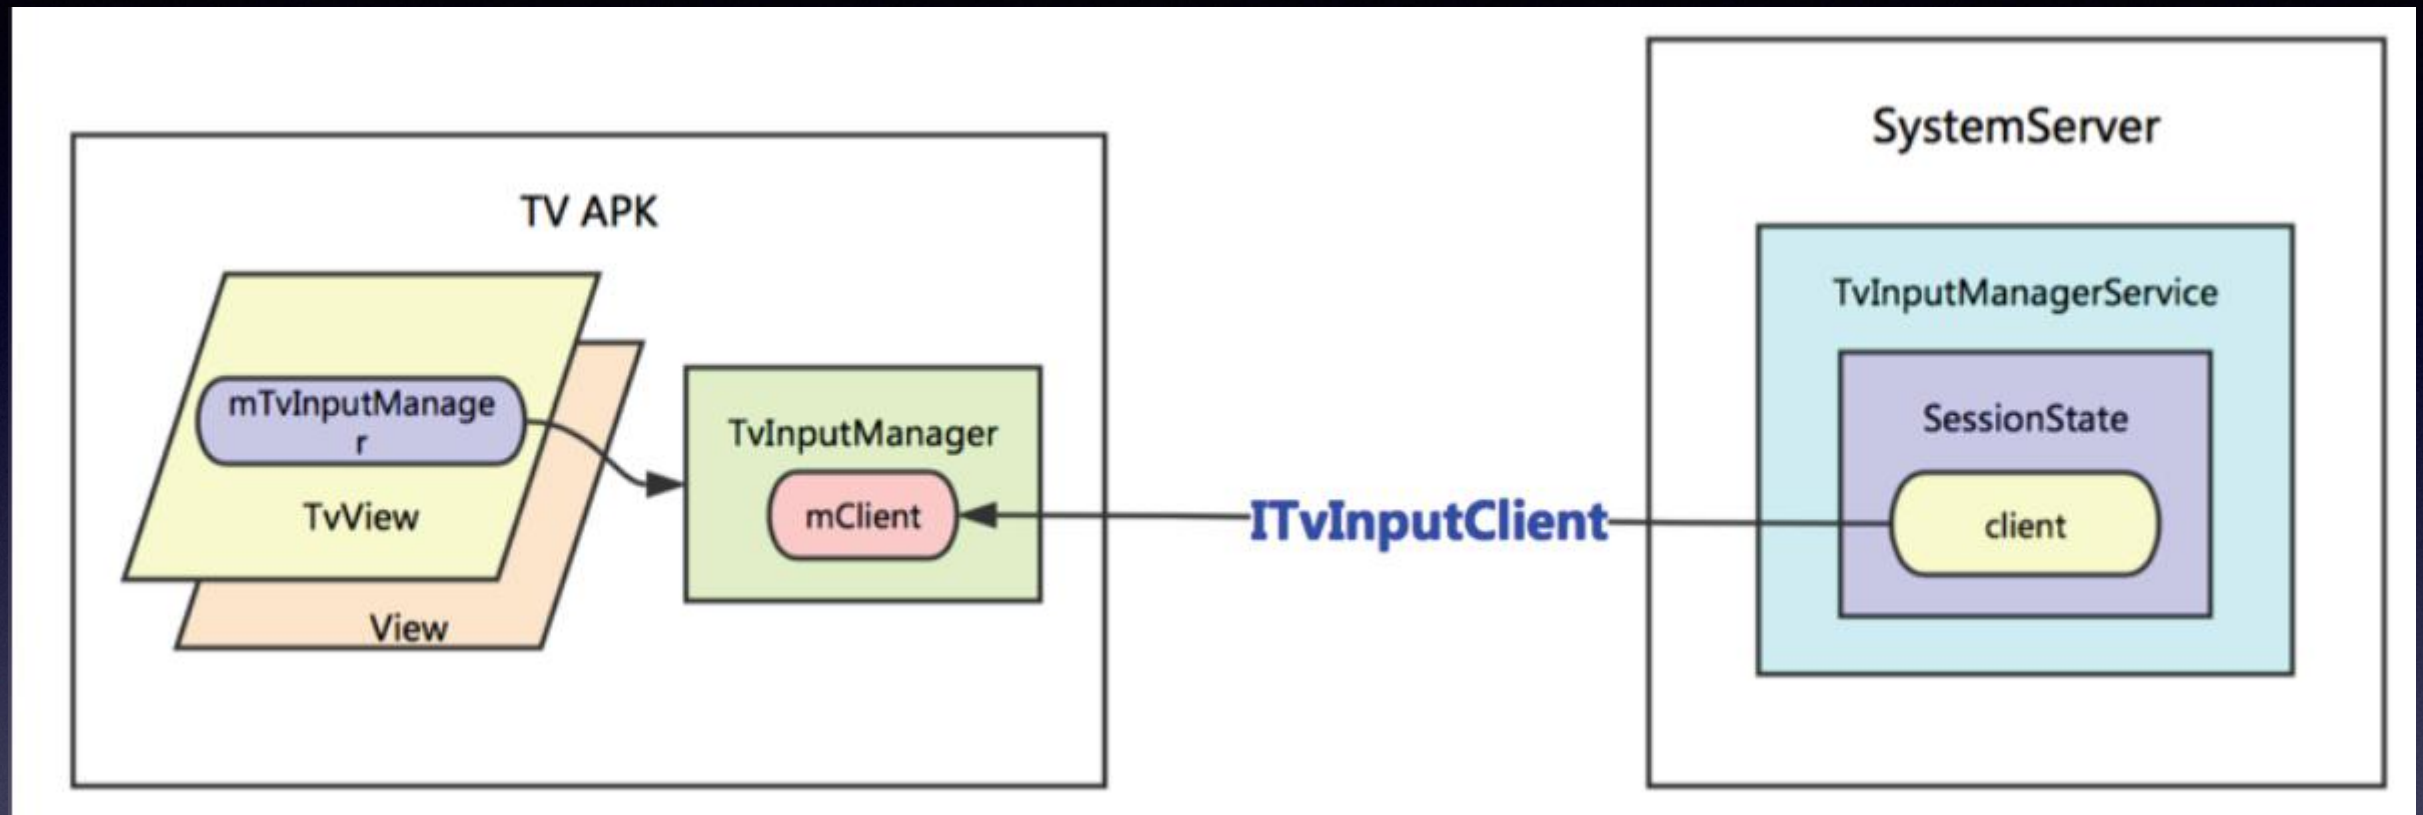 TV APK
mTvInputManage
r
TvView
View
TvInputManager
mClient
ITvInputClient
SystemServer
TvInputManagerService
SessionState
client